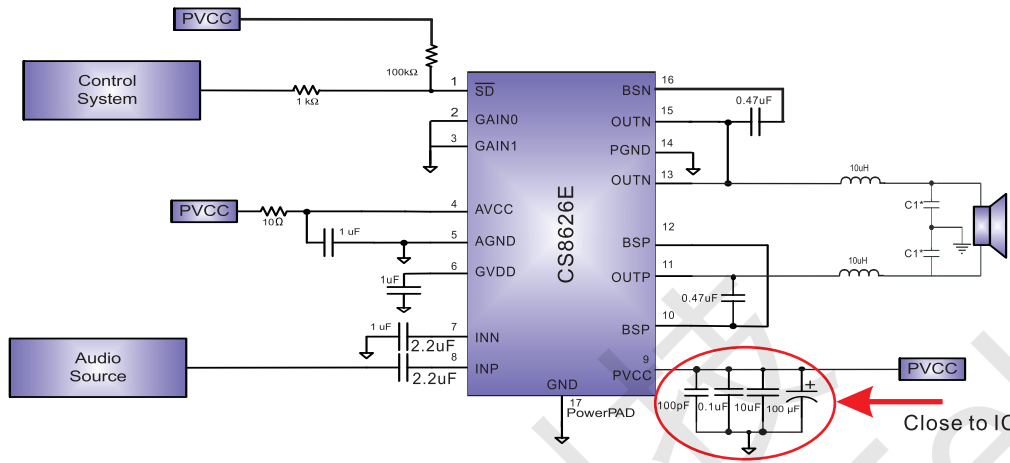 PVCC
Control
System
100kΩ
1 kΩ
1
SD
2
GAIN0
3
GAIN1
PVCC
10Ω
4
AVCC
1 uF
5
AGND
6
GVDD
1uF
1 uF
2.2uF
7
INN
8
INP
2.2uF
Audio
Source
CS8626E
GND
17
PowerPAD
16
BSN
0.47uF
15
OUTN
14
PGND
13
OUTN
10uH
C1*
C1*
12
BSP
11
OUTP
10uH
0.47uF
10
BSP
9
PVCC
PVCC
100pF
0.1uF
10uF
+
100 µF
Close to IC